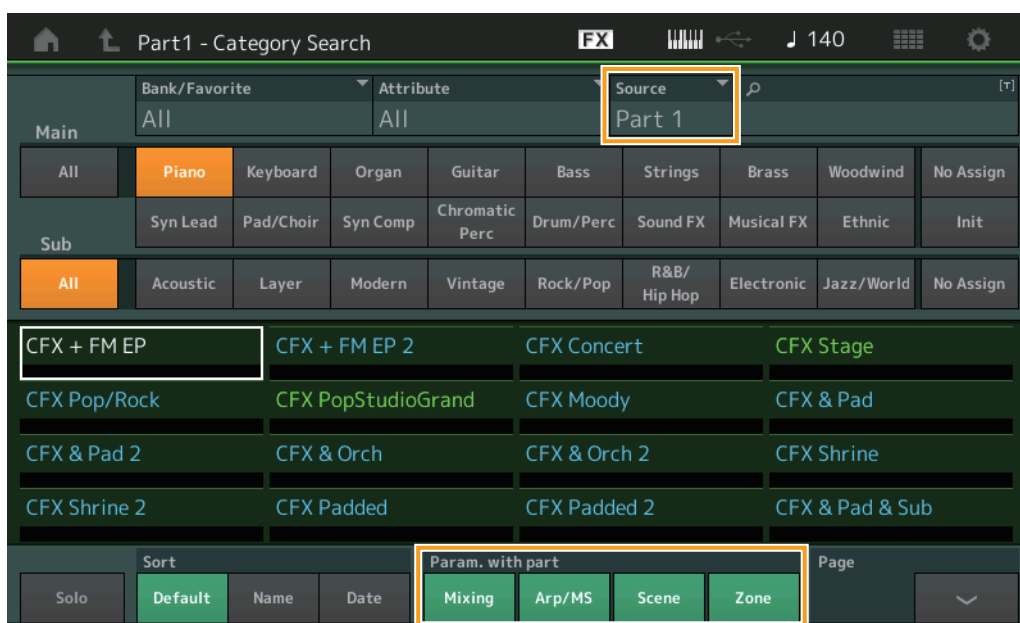 Part1 - Category Search FX ♩ 140
Bank/Favorite Attribute Source [T]
All All Part 1
Main
All Piano Keyboard Organ Guitar Bass Strings Brass Woodwind No Assign
Syn Lead Pad/Choir Syn Comp Chromatic Perc Drum/Perc Sound FX Musical FX Ethnic Init
Sub
All Acoustic Layer Modern Vintage Rock/Pop R&B/ Hip Hop Electronic Jazz/World No Assign
CFX + FM EP CFX + FM EP 2 CFX Concert CFX Stage
CFX Pop/Rock CFX PopStudioGrand CFX Moody CFX & Pad
CFX & Pad 2 CFX & Orch CFX & Orch 2 CFX Shrine
CFX Shrine 2 CFX Padded CFX Padded 2 CFX & Pad & Sub
Sort Param. with part Page
Solo Default Name Date Mixing Arp/MS Scene Zone